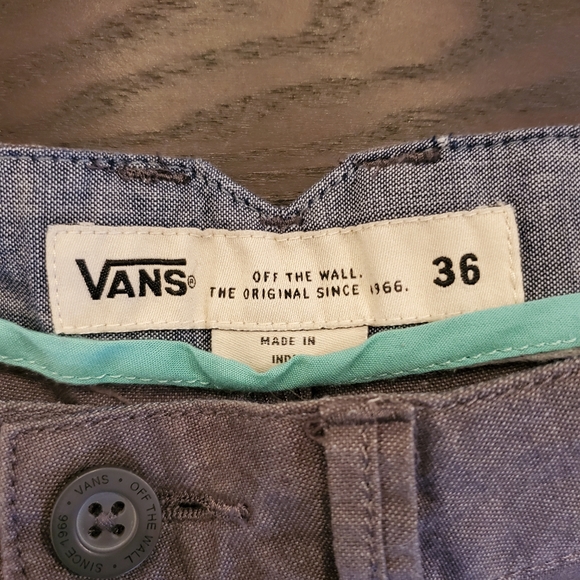 VANS®
OFF THE WALL.
THE ORIGINAL SINCE 1966.
36
MADE IN
VANS • OFF THE WALL • SINCE 1966 •